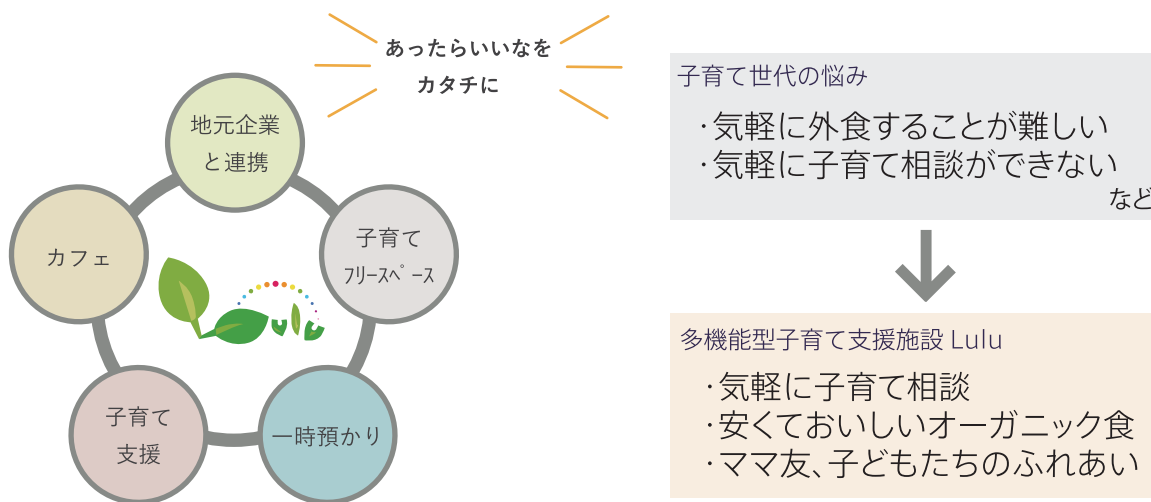 あったらいいなを
カタチに
地元企業
と連携
カフェ
子育て
フリースペース
子育て
支援
一時預かり
Lulu
子育て世代の悩み
・気軽に外食することが難しい
・気軽に子育て相談ができない
など
多機能型子育て支援施設 Lulu
・気軽に子育て相談
・安くておいしいオーガニック食
・ママ友、子どもたちのふれあい